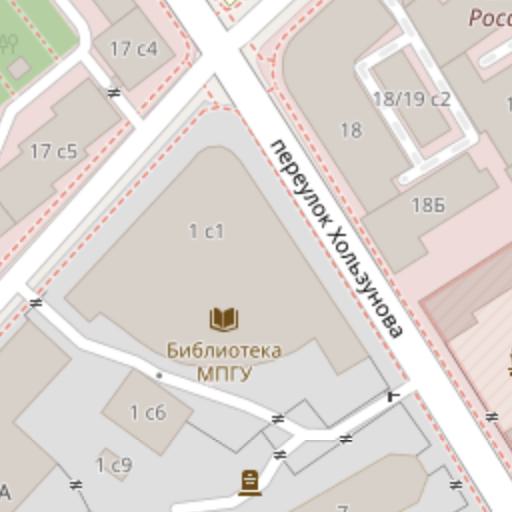 Росс
17 с4
18/19 с2
18
17 с5
18Б
1 с1
переулок Хользунова
Библиотека
МПГУ
1 с6
1 с9
А
7